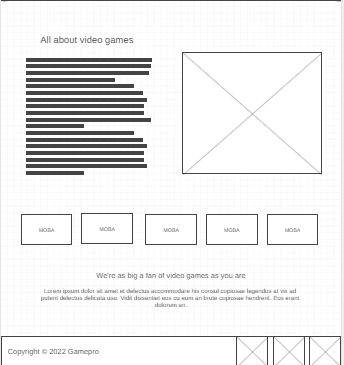 All about video games
MOBA
MOBA
MOBA
MOBA
MOBA
We're as big a fan of video games as you are
Lorem ipsum dolor sit amet el delectus accommodare his consul copiosae legendos at vix ad
putent delectus delicata usu. Vidit dissentiet eos cu eum an brute copiosae hendrerit. Eos erant
dolorum an.
Copyright © 2022 Gamepro